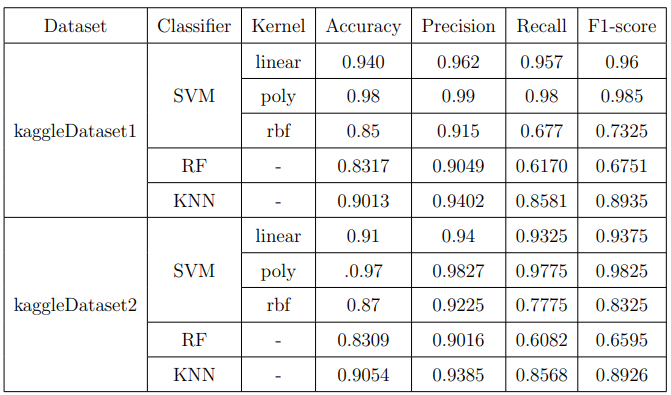 Dataset Classifier Kernel Accuracy Precision Recall F1-score
linear 0.940 0.962 0.957 0.96
SVM poly 0.98 0.99 0.98 0.985
kaggleDataset1 rbf 0.85 0.915 0.677 0.7325
RF - 0.8317 0.9049 0.6170 0.6751
KNN - 0.9013 0.9402 0.8581 0.8935
linear 0.91 0.94 0.9325 0.9375
SVM poly .0.97 0.9827 0.9775 0.9825
kaggleDataset2 rbf 0.87 0.9225 0.7775 0.8325
RF - 0.8309 0.9016 0.6082 0.6595
KNN - 0.9054 0.9385 0.8568 0.8926